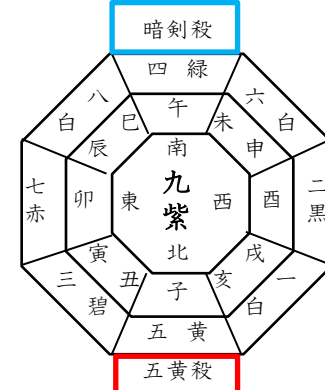 暗剣殺
四 緑
八 白
六 白
巳 午 未
辰 申
南
七赤
卯
東
九紫
西
酉
二黒
北
寅 戌
丑 子 亥
三 碧
一 白
五 黄
五黄殺